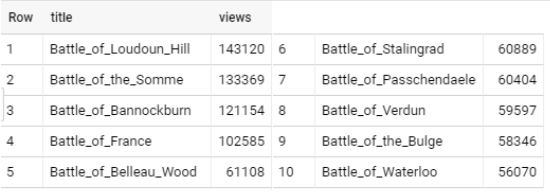 Row title views
1 Battle_of_Loudoun_Hill 143120 6 Battle_of_Stalingrad 60889
2 Battle_of_the_Somme 133369 7 Battle_of_Passchendaele 60404
3 Battle_of_Bannockburn 121154 8 Battle_of_Verdun 59597
4 Battle_of_France 102585 9 Battle_of_the_Bulge 58346
5 Battle_of_Belleau_Wood 61108 10 Battle_of_Waterloo 56070